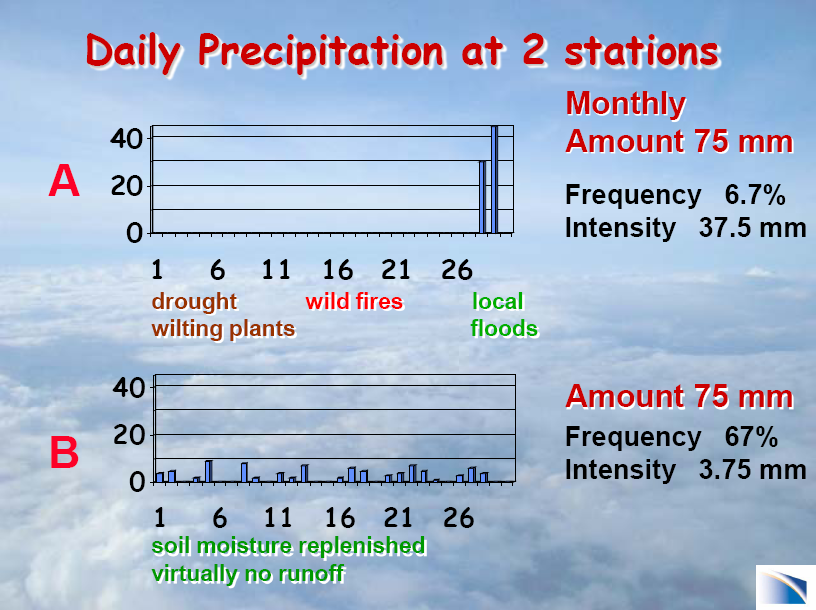 Daily Precipitation at 2 stations
Monthly
Amount 75 mm
Frequency 6.7%
Intensity 37.5 mm
A
40
20
0
1 6 11 16 21 26
drought wild fires local
wilting plants floods
B
40
20
0
1 6 11 16 21 26
soil moisture replenished
virtually no runoff
Amount 75 mm
Frequency 67%
Intensity 3.75 mm